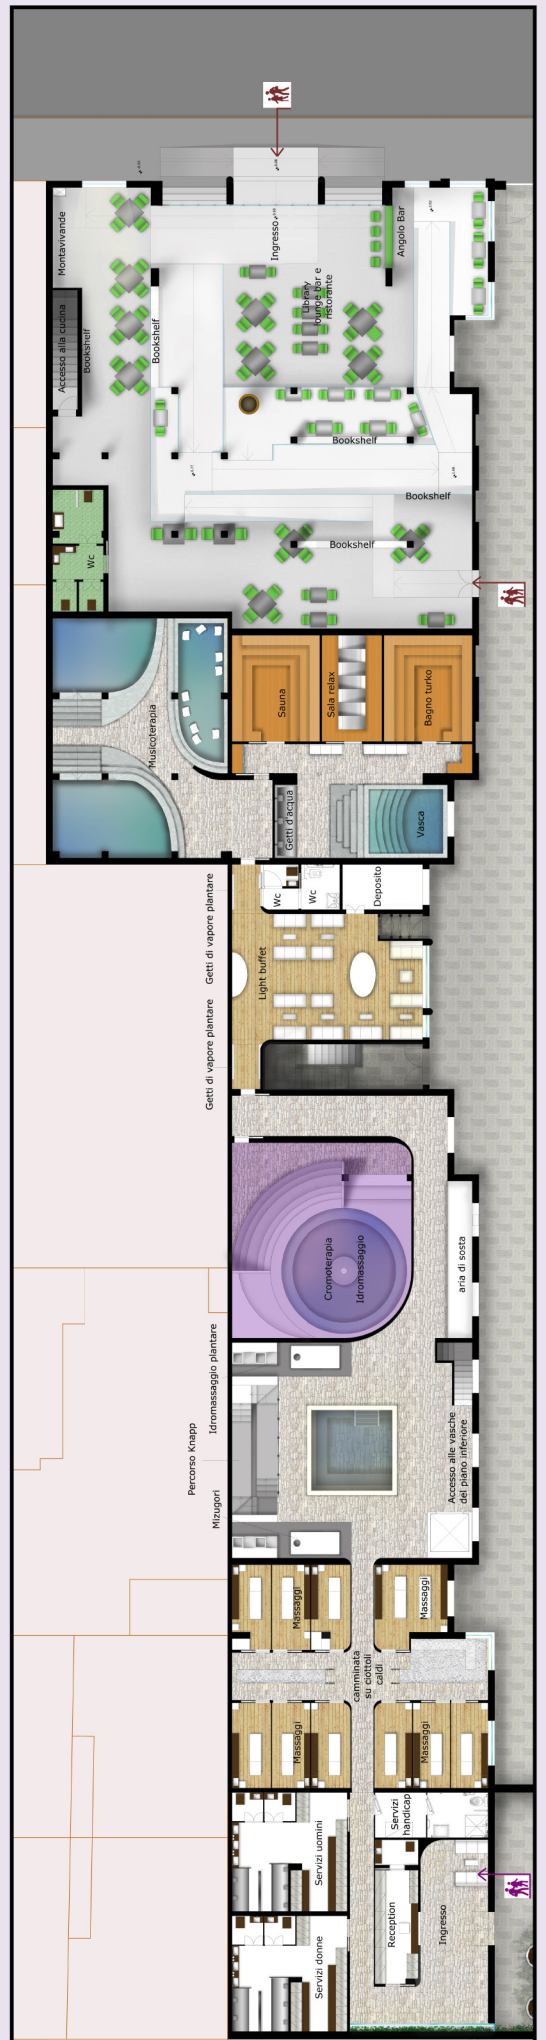 Ingresso
Montavivande
Accesso alla cucina
Bookshelf
Bookshelf
Library
lounge bar e
ristorante
Angolo Bar
Bookshelf
Bookshelf
Bookshelf
Wc
Musicoterapia
Sauna
Sala relax
Bagno turko
Getti d'acqua
Vasca
Getti di vapore plantare
Wc
Wc
Deposito
Light buffet
Getti di vapore plantare
Cromoterapia
Idromassaggio
aria di sosta
Idromassaggio plantare
Percorso Knapp
Mizugori
Accesso alle vasche
del piano inferiore
Massaggi
Massaggi
camminata
su ciottoli
caldi
Massaggi
Massaggi
Servizi uomini
Servizi
handicap
Servizi donne
Reception
Ingresso